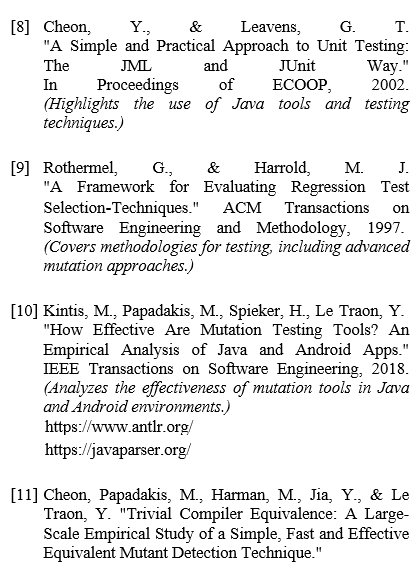 [8] Cheon, Y., & Leavens, G. T.
"A Simple and Practical Approach to Unit Testing:
The JML and JUnit Way."
In Proceedings of ECOOP, 2002.
(Highlights the use of Java tools and testing
techniques.)
[9] Rothermel, G., & Harrold, M. J.
"A Framework for Evaluating Regression Test
Selection-Techniques." ACM Transactions on
Software Engineering and Methodology, 1997.
(Covers methodologies for testing, including advanced
mutation approaches.)
[10] Kintis, M., Papadakis, M., Spieker, H., Le Traon, Y.
"How Effective Are Mutation Testing Tools? An
Empirical Analysis of Java and Android Apps."
IEEE Transactions on Software Engineering, 2018.
(Analyzes the effectiveness of mutation tools in Java
and Android environments.)
https://www.antlr.org/
https://javaparser.org/
[11] Cheon, Papadakis, M., Harman, M., Jia, Y., & Le
Traon, Y. "Trivial Compiler Equivalence: A Large-
Scale Empirical Study of a Simple, Fast and Effective
Equivalent Mutant Detection Technique."